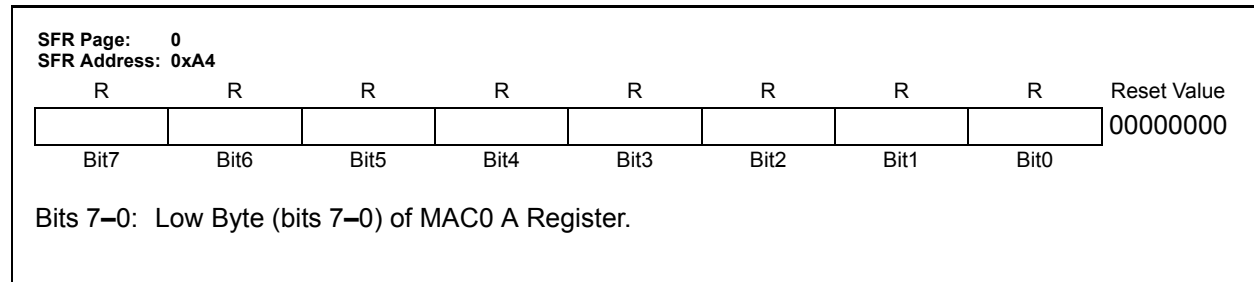 SFR Page: 0
SFR Address: 0xA4
R R R R R R R R Reset Value
00000000
Bit7 Bit6 Bit5 Bit4 Bit3 Bit2 Bit1 Bit0
Bits 7–0: Low Byte (bits 7–0) of MAC0 A Register.